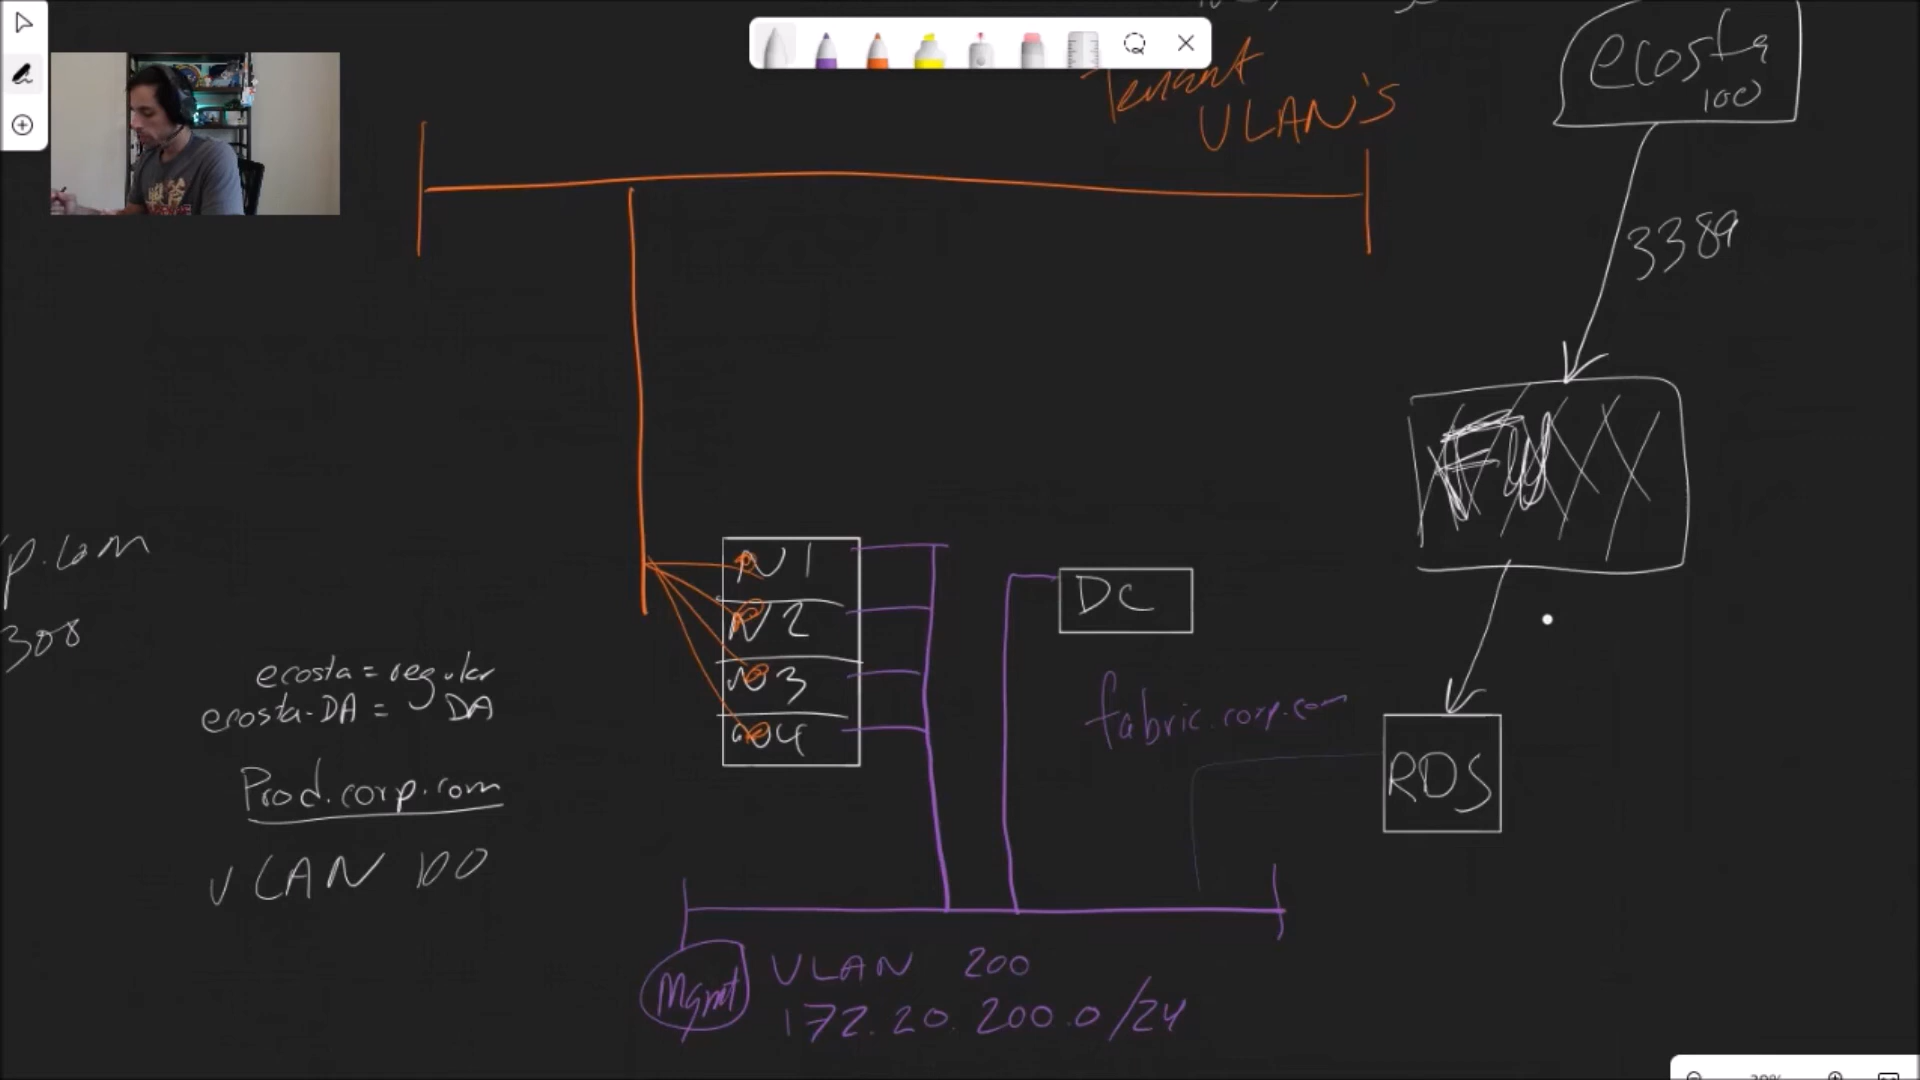 Tenant
VLAN's
ecosta
100
3389
FW
N1
N2
N3
N4
DC
fabric.corp.com
RDS
p.com
308
ecosta = regular
ecosta-DA = DA
Prod.corp.com
VLAN 100
Mgmt
VLAN 200
172.20.200.0/24